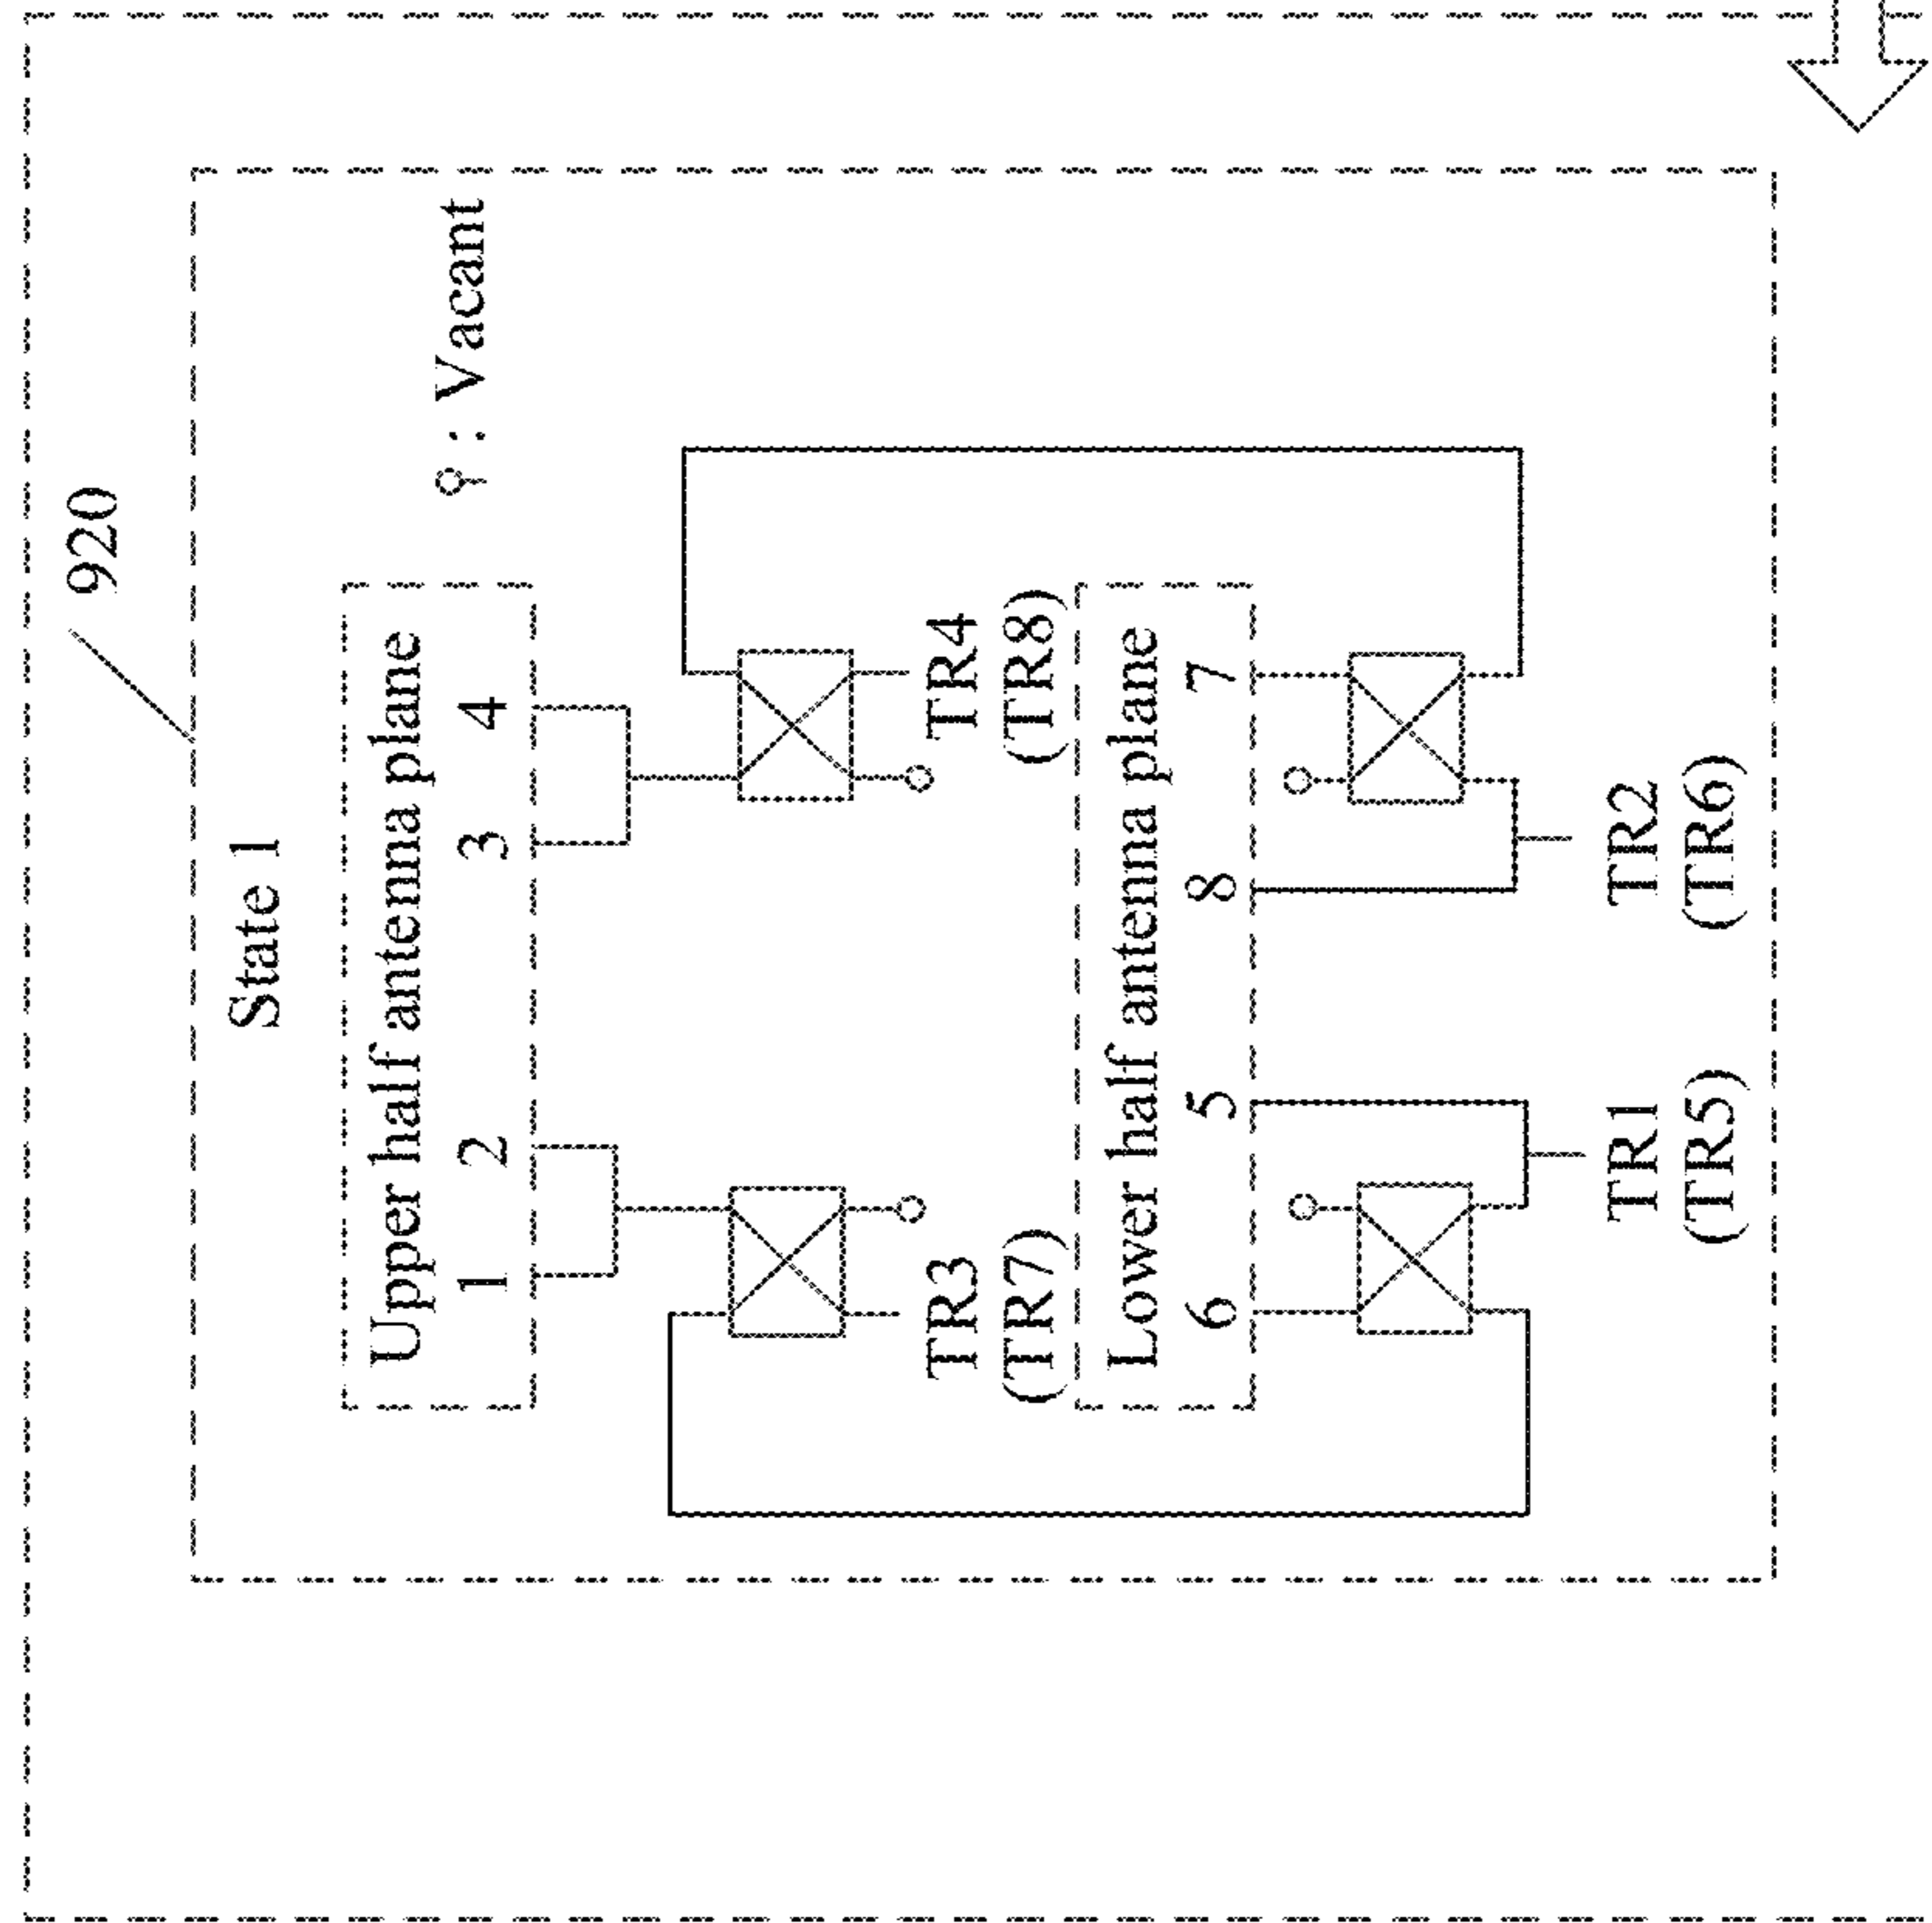 920
State 1
: Vacant
Upper half antenna plane
1 2 3 4
TR3 TR4
(TR7) (TR8)
Lower half antenna plane
6 5 8 7
TR1 TR2
(TR5) (TR6)